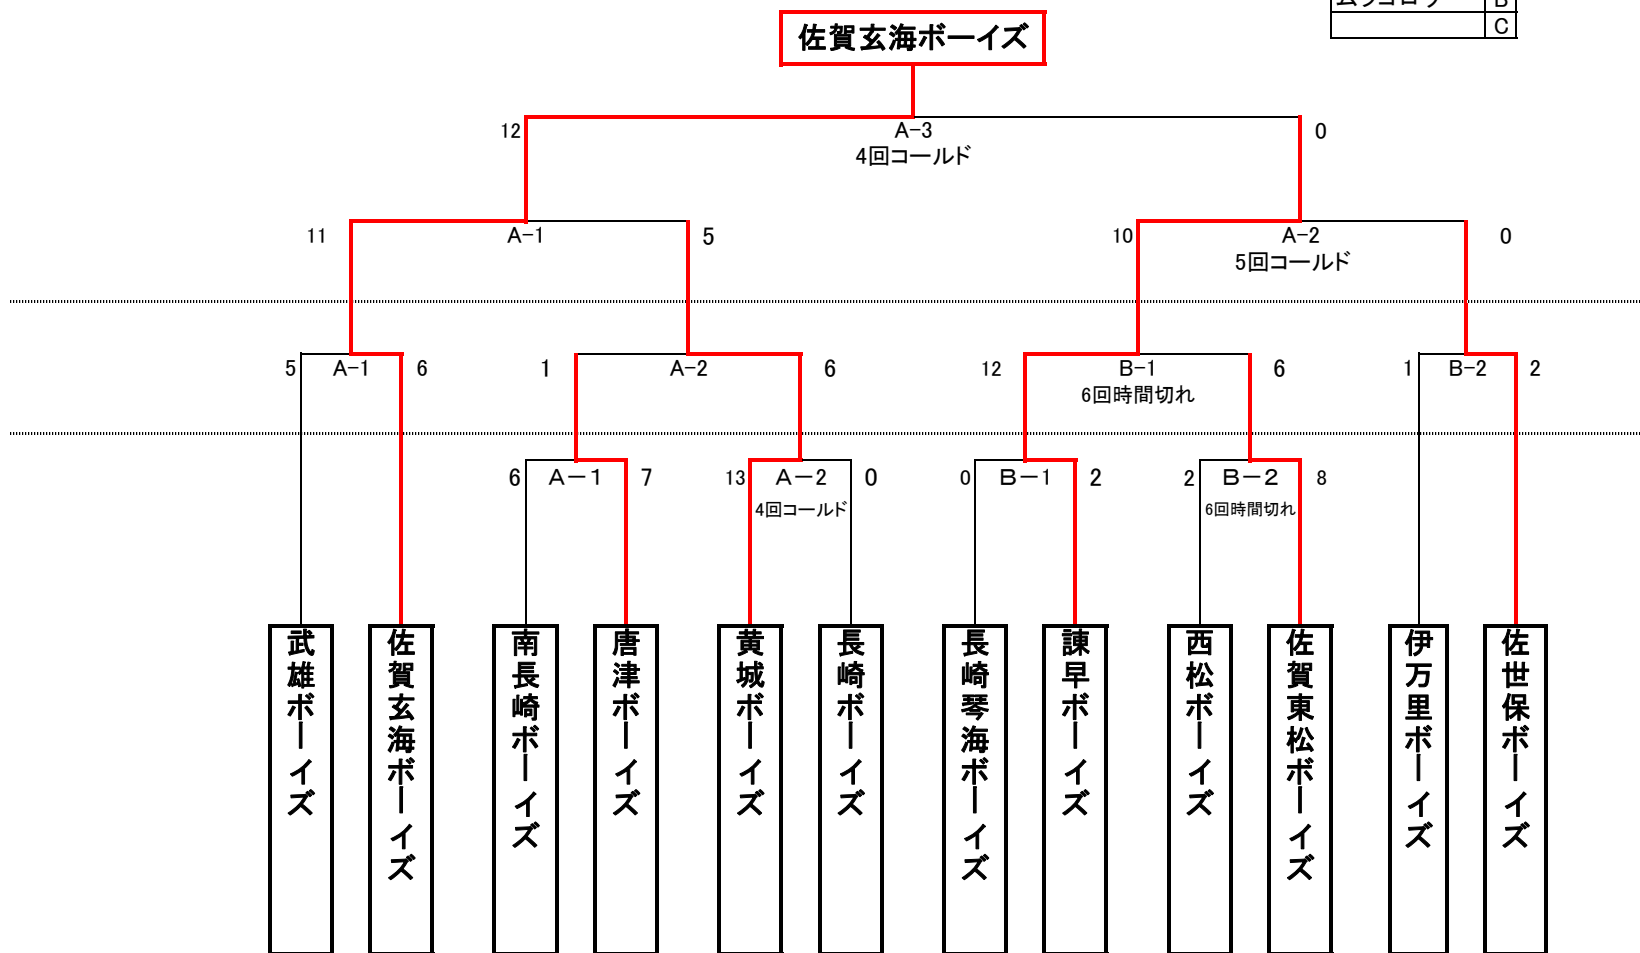 B
C
佐賀玄海ボーイズ
12 A-3 0
4回コールド
11 A-1 5 10 A-2 0
5回コールド
5 A-1 6 1 A-2 6 12 B-1 6 1 B-2 2
6回時間切れ
6 A-1 7 13 A-2 0 0 B-1 2 2 B-2 8
4回コールド 6回時間切れ
武雄ボーイズ
佐賀玄海ボーイズ
南長崎ボーイズ
唐津ボーイズ
黄城ボーイズ
長崎ボーイズ
長崎琴海ボーイズ
諫早ボーイズ
西松ボーイズ
佐賀東松ボーイズ
伊万里ボーイズ
佐世保ボーイズ